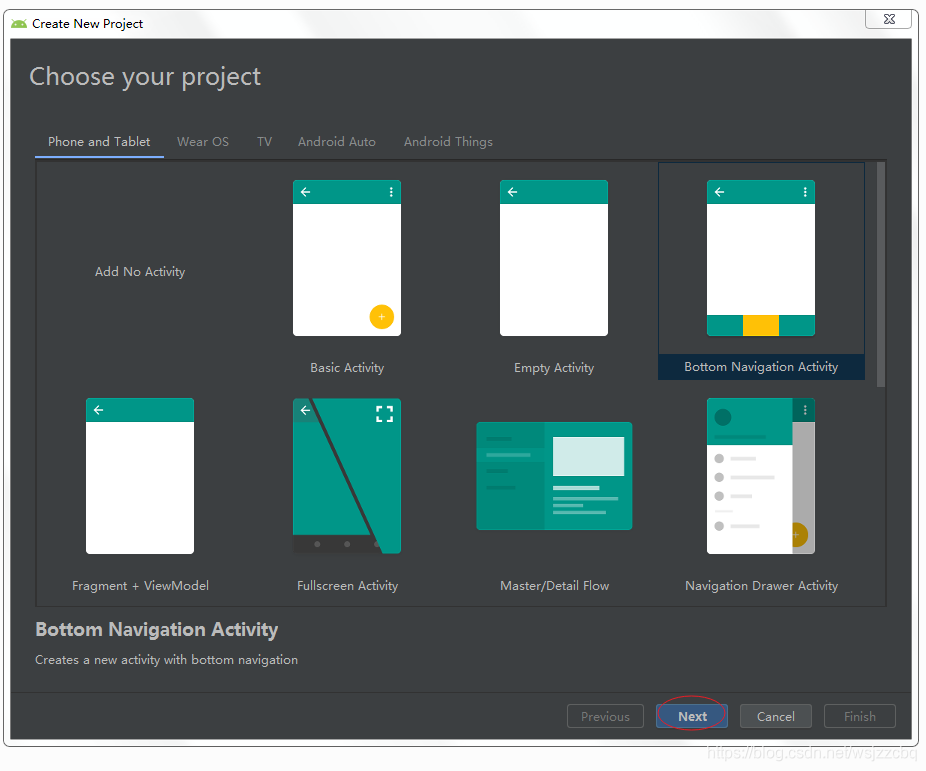 Create New Project
Choose your project
Phone and Tablet Wear OS TV Android Auto Android Things
Add No Activity
Basic Activity Empty Activity Bottom Navigation Activity
Fragment + ViewModel Fullscreen Activity Master/Detail Flow Navigation Drawer Activity
Bottom Navigation Activity
Creates a new activity with bottom navigation
Previous Next Cancel Finish
https://blog.csdn.net/wsjzzcbq